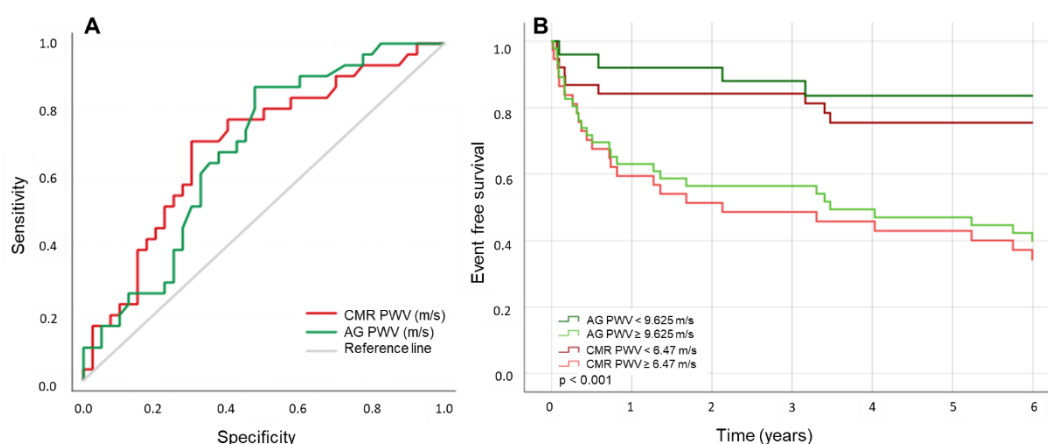 A
Sensitivity
1.0
0.8
0.6
0.4
0.2
0.0
CMR PWV (m/s)
AG PWV (m/s)
Reference line
0.0 0.2 0.4 0.6 0.8 1.0
Specificity
B
Event free survival
1.0
0.8
0.6
0.4
0.2
0.0
AG PWV < 9.625 m/s
AG PWV ≥ 9.625 m/s
CMR PWV < 6.47 m/s
CMR PWV ≥ 6.47 m/s
p < 0.001
0 1 2 3 4 5 6
Time (years)